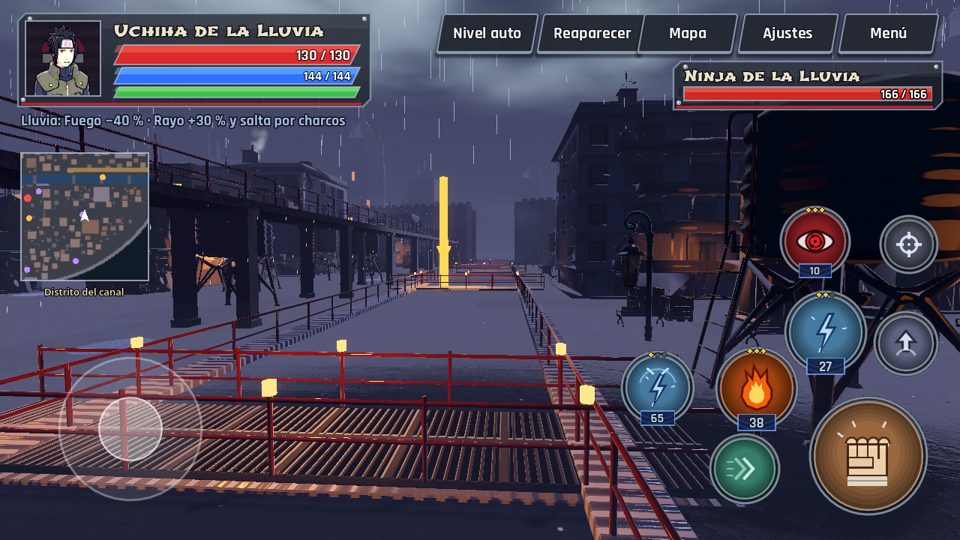 Uchiha de la Lluvia
130 / 130
144 / 144
Lluvia: Fuego −40 % · Rayo +30 % y salta por charcos
Nivel auto
Reaparecer
Mapa
Ajustes
Menú
Ninja de la Lluvia
166 / 166
Distrito del canal
10
27
65
38